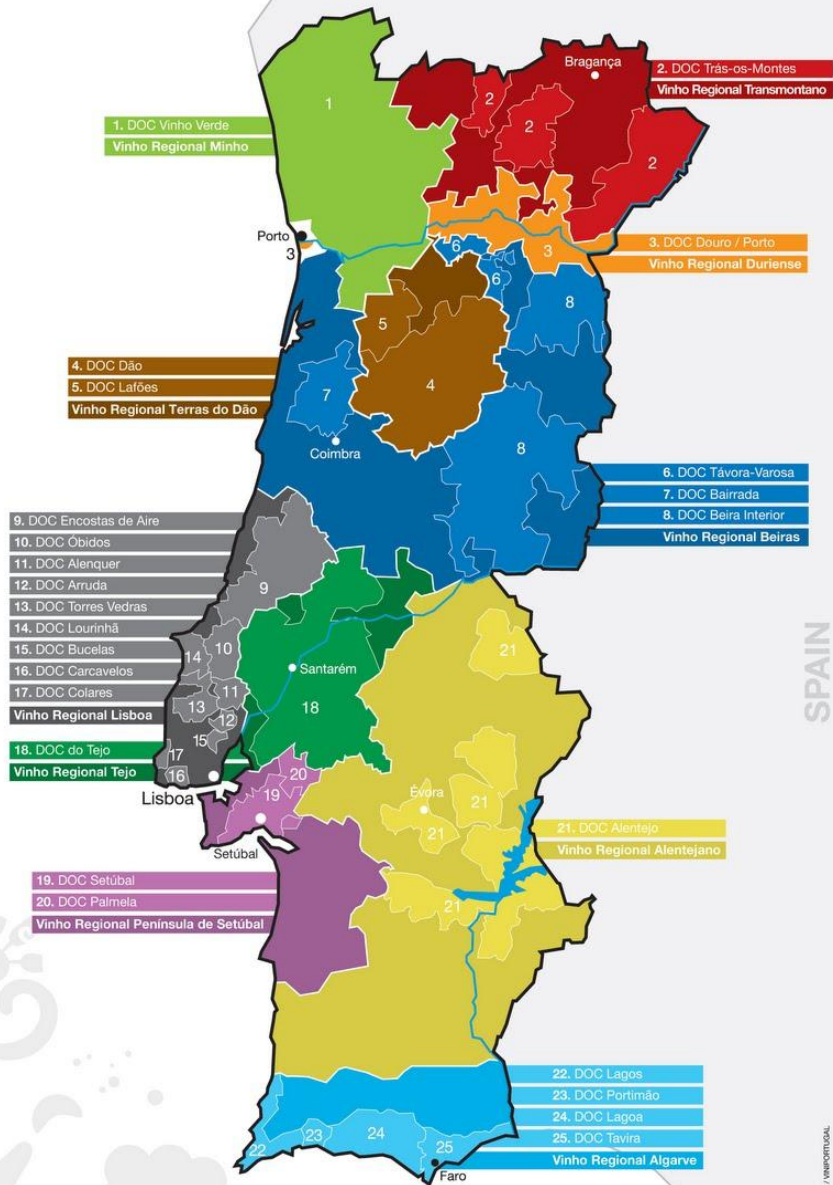 Bragança
2. DOC Trás-os-Montes
Vinho Regional Transmontano
1
2
2
2
1. DOC Vinho Verde
Vinho Regional Minho
Porto
3
3
3. DOC Douro / Porto
Vinho Regional Duriense
6
6
8
5
4
4. DOC Dão
5. DOC Lafões
Vinho Regional Terras do Dão
7
Coimbra
8
6. DOC Távora-Varosa
7. DOC Bairrada
8. DOC Beira Interior
Vinho Regional Beiras
9. DOC Encostas de Aire
10. DOC Óbidos
11. DOC Alenquer
12. DOC Arruda
13. DOC Torres Vedras
14. DOC Lourinhã
15. DOC Bucelas
16. DOC Carcavelos
17. DOC Colares
Vinho Regional Lisboa
9
10
14
11
13
12
15
17
16
Santarém
18
21
SPAIN
18. DOC do Tejo
Vinho Regional Tejo
Lisboa
20
19
Setúbal
Évora
21
21
21
21. DOC Alentejo
Vinho Regional Alentejano
19. DOC Setúbal
20. DOC Palmela
Vinho Regional Península de Setúbal
22. DOC Lagos
23. DOC Portimão
24. DOC Lagoa
25. DOC Tavira
Vinho Regional Algarve
22
23
24
25
Faro
/ VINIPORTUGAL